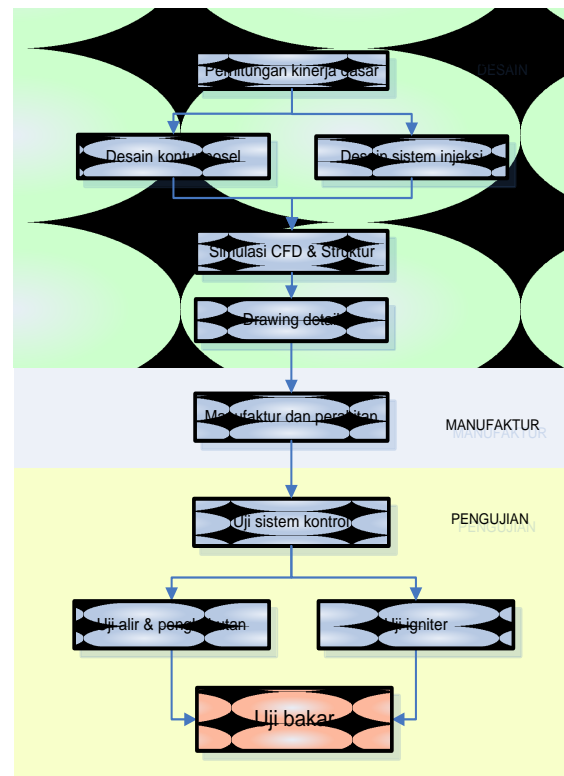 Perhitungan kinerja dasar
DESAIN
Desain kontur nosel
Desain sistem injeksi
Simulasi CFD & Struktur
Drawing detail
Manufaktur dan perakitan
MANUFAKTUR
Uji sistem kontrol
PENGUJIAN
Uji alir & pengkabutan
Uji igniter
Uji bakar